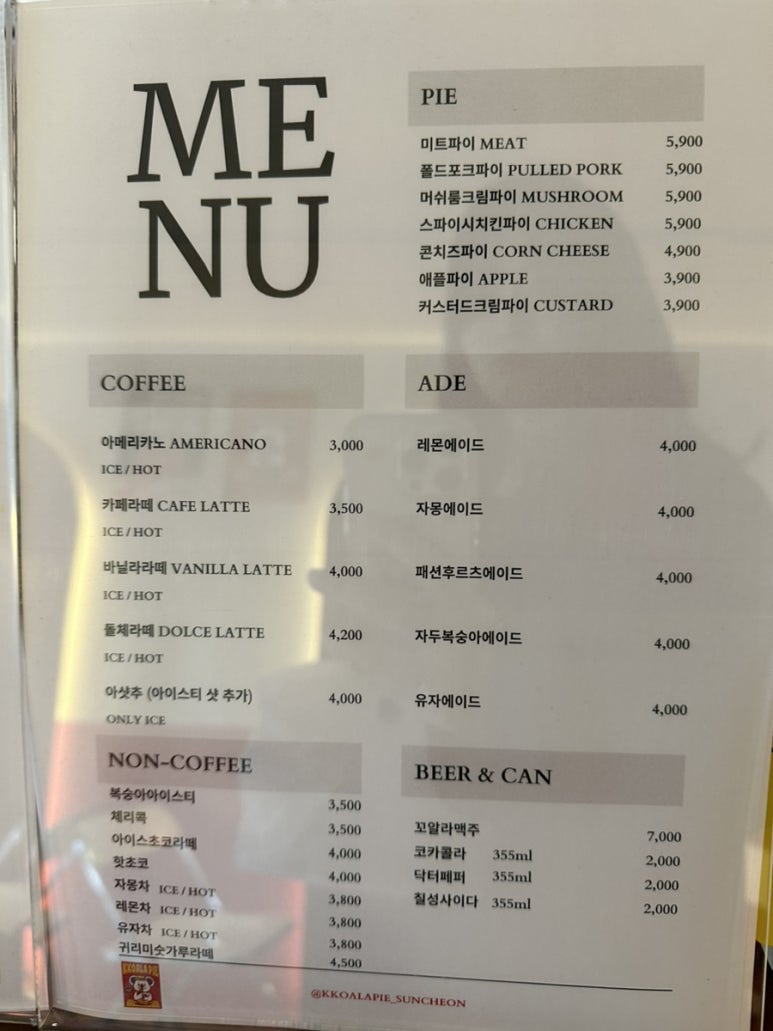 ME
NU
PIE
미트파이 MEAT 5,900
폴드포크파이 PULLED PORK 5,900
머쉬룸크림파이 MUSHROOM 5,900
스파이시치킨파이 CHICKEN 5,900
콘치즈파이 CORN CHEESE 4,900
애플파이 APPLE 3,900
커스터드크림파이 CUSTARD 3,900
COFFEE
아메리카노 AMERICANO 3,000
ICE / HOT
카페라떼 CAFE LATTE 3,500
ICE / HOT
바닐라라떼 VANILLA LATTE 4,000
ICE / HOT
돌체라떼 DOLCE LATTE 4,200
ICE / HOT
아샷추 (아이스티 샷 추가) 4,000
ONLY ICE
ADE
레몬에이드 4,000
자몽에이드 4,000
패션후르츠에이드 4,000
자두복숭아에이드 4,000
유자에이드 4,000
NON-COFFEE
복숭아아이스티 3,500
체리콕 3,500
아이스초코라떼 4,000
핫초코 4,000
자몽차 ICE / HOT 3,800
레몬차 ICE / HOT 3,800
유자차 ICE / HOT 3,800
귀리미숫가루라떼 4,500
BEER & CAN
꼬알라맥주 7,000
코카콜라 355ml 2,000
닥터페퍼 355ml 2,000
칠성사이다 355ml 2,000
KKOALA PIE
@KKOALAPIE_SUNCHEON